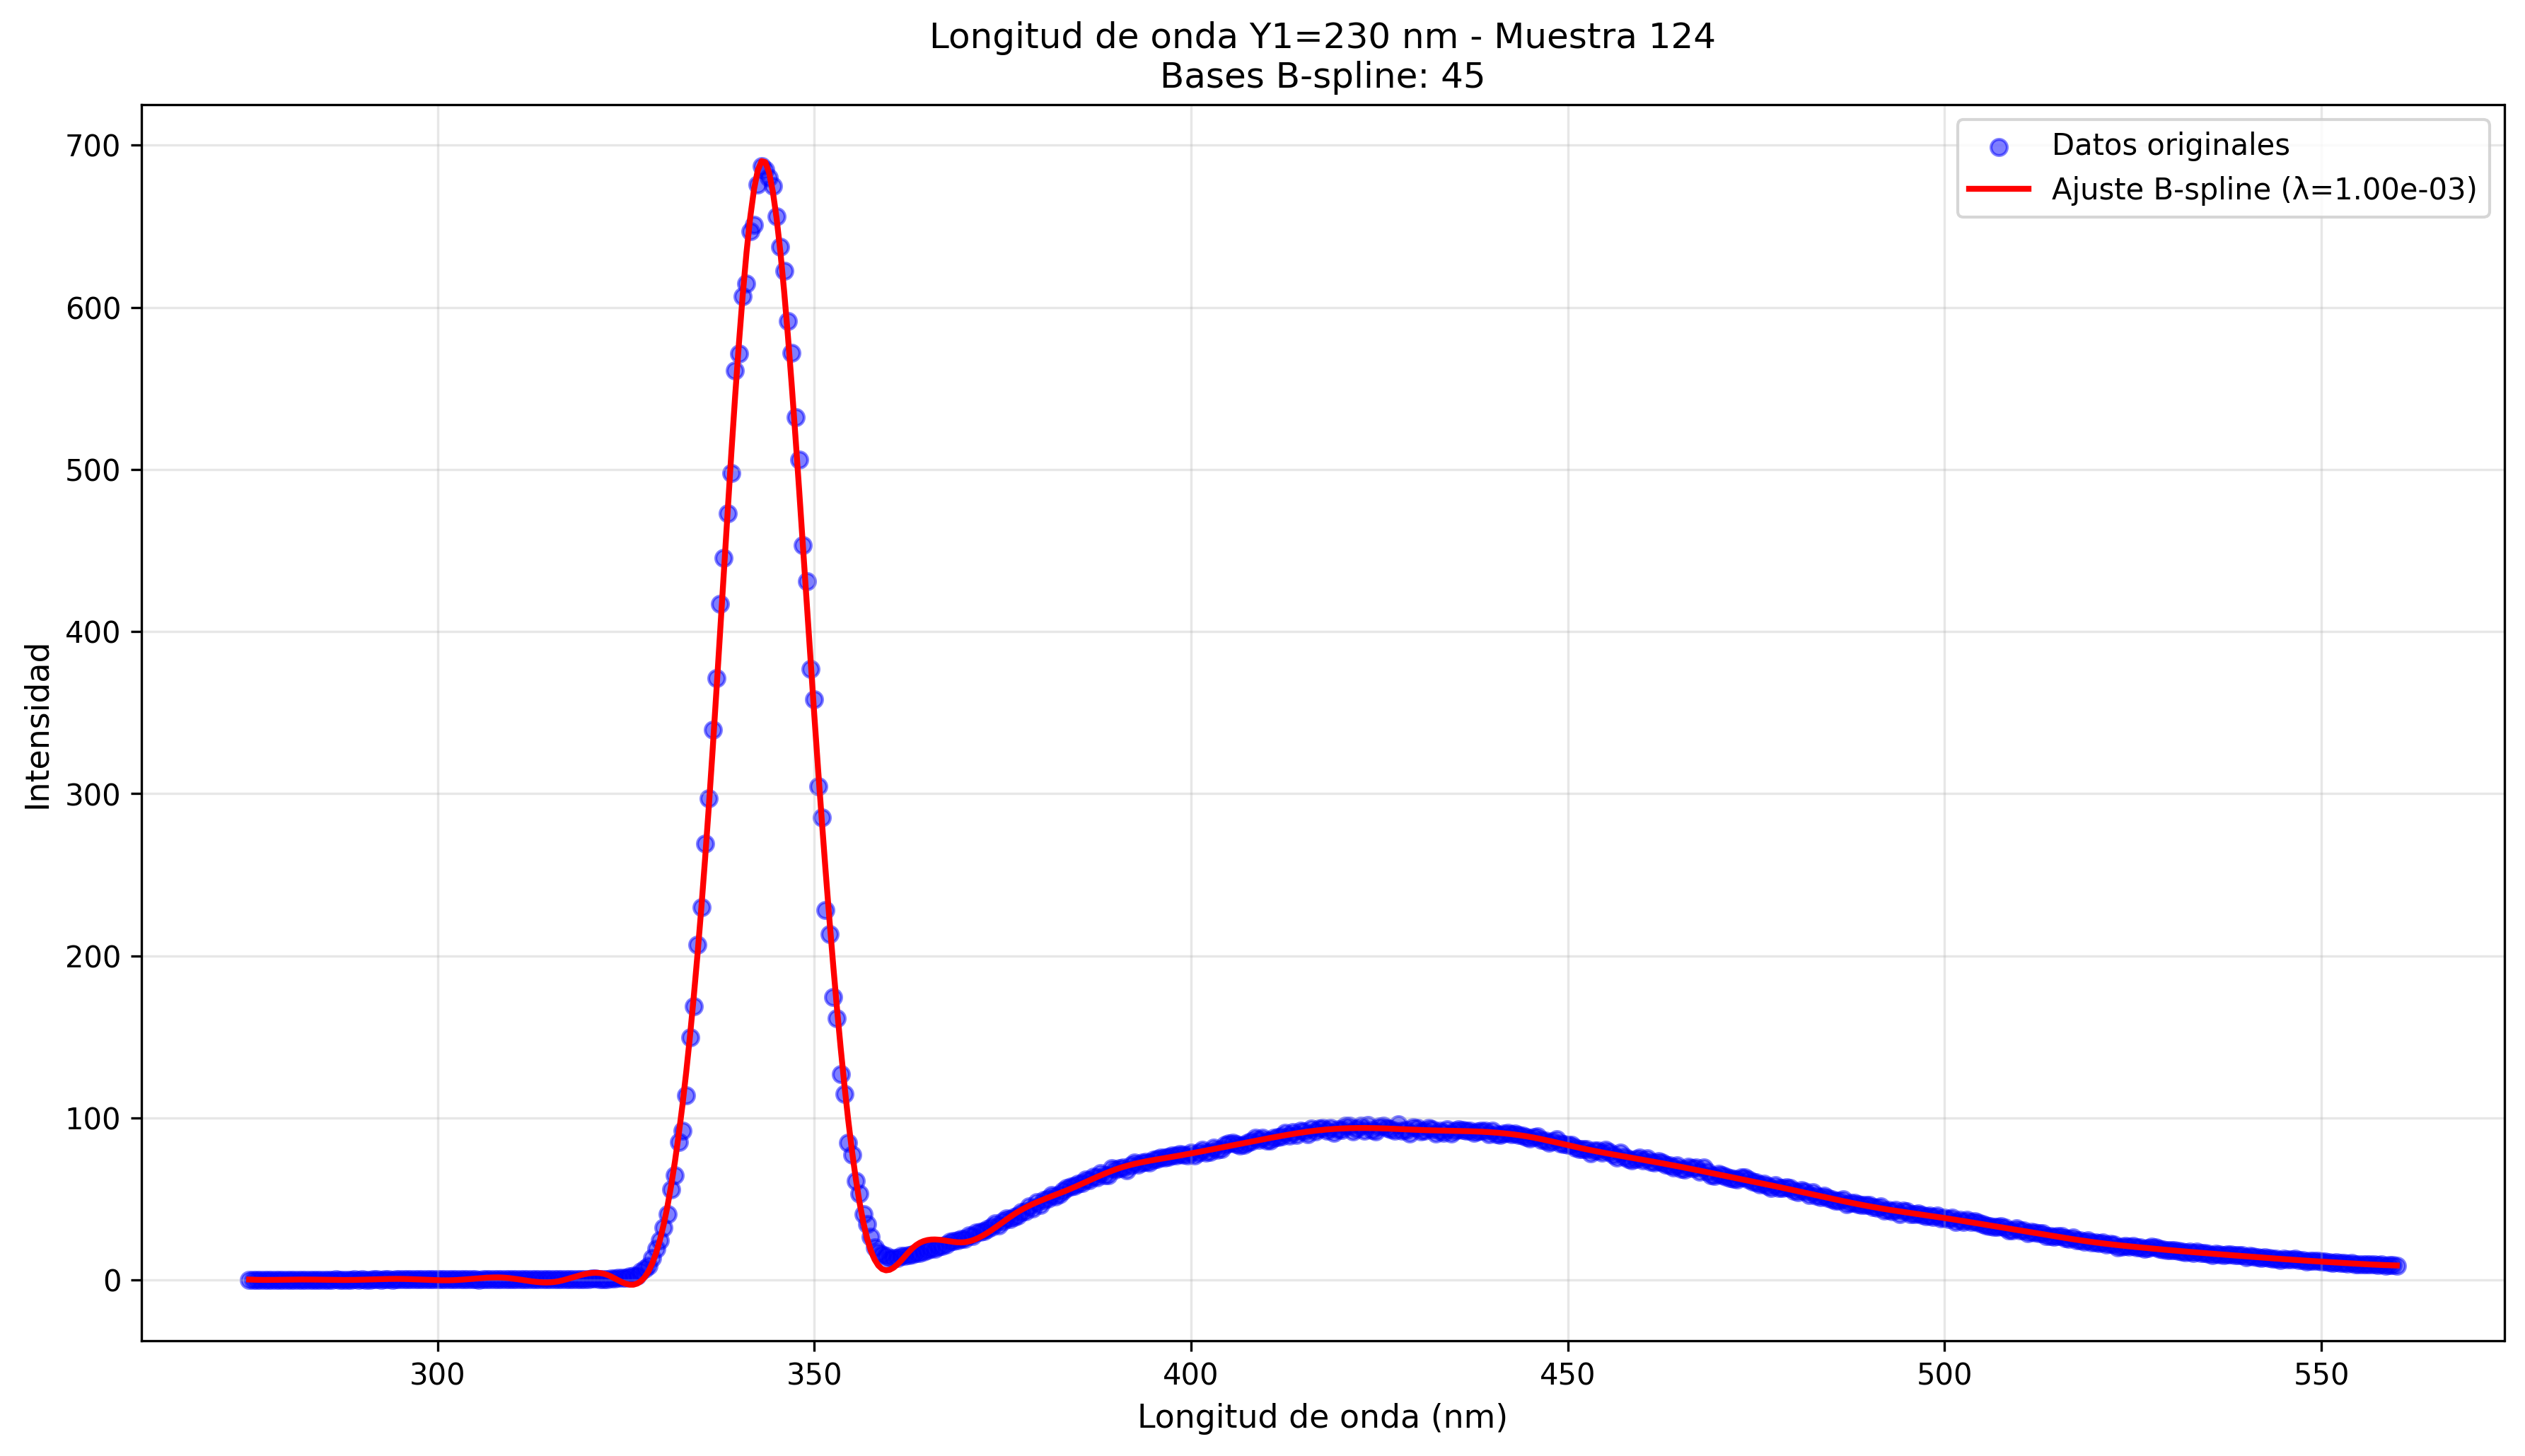 Longitud de onda Y1=230 nm - Muestra 124
Bases B-spline: 45
Datos originales
Ajuste B-spline (λ=1.00e-03)
Intensidad
700
600
500
400
300
200
100
0
300
350
400
450
500
550
Longitud de onda (nm)